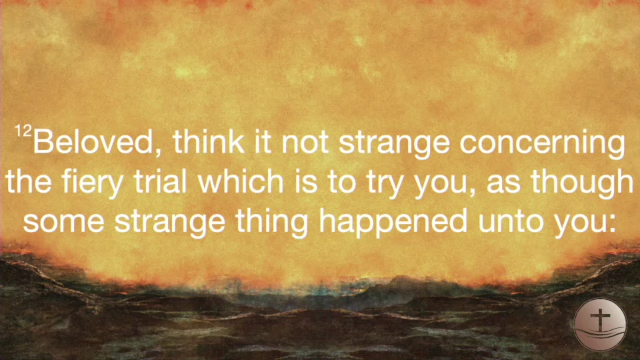 12Beloved, think it not strange concerning
the fiery trial which is to try you, as though
some strange thing happened unto you: